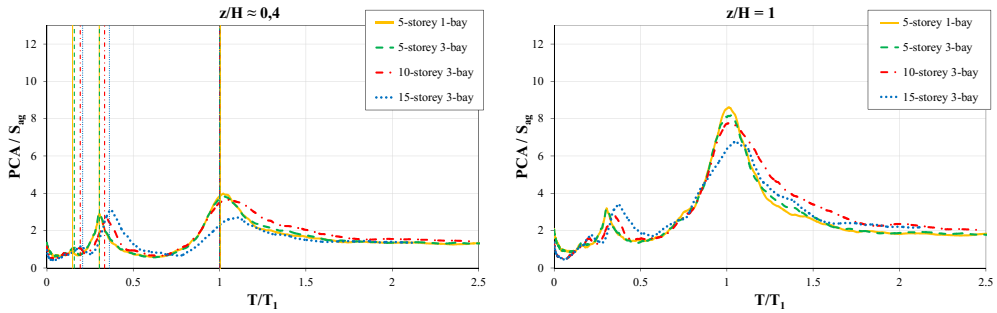 z/H ≈ 0,4
PCA / Sag
12
10
8
6
4
2
0
0
0.5
1
1.5
2
2.5
T/T1
5-storey 1-bay
5-storey 3-bay
10-storey 3-bay
15-storey 3-bay
z/H = 1
PCA / Sag
12
10
8
6
4
2
0
0
0.5
1
1.5
2
2.5
T/T1
5-storey 1-bay
5-storey 3-bay
10-storey 3-bay
15-storey 3-bay